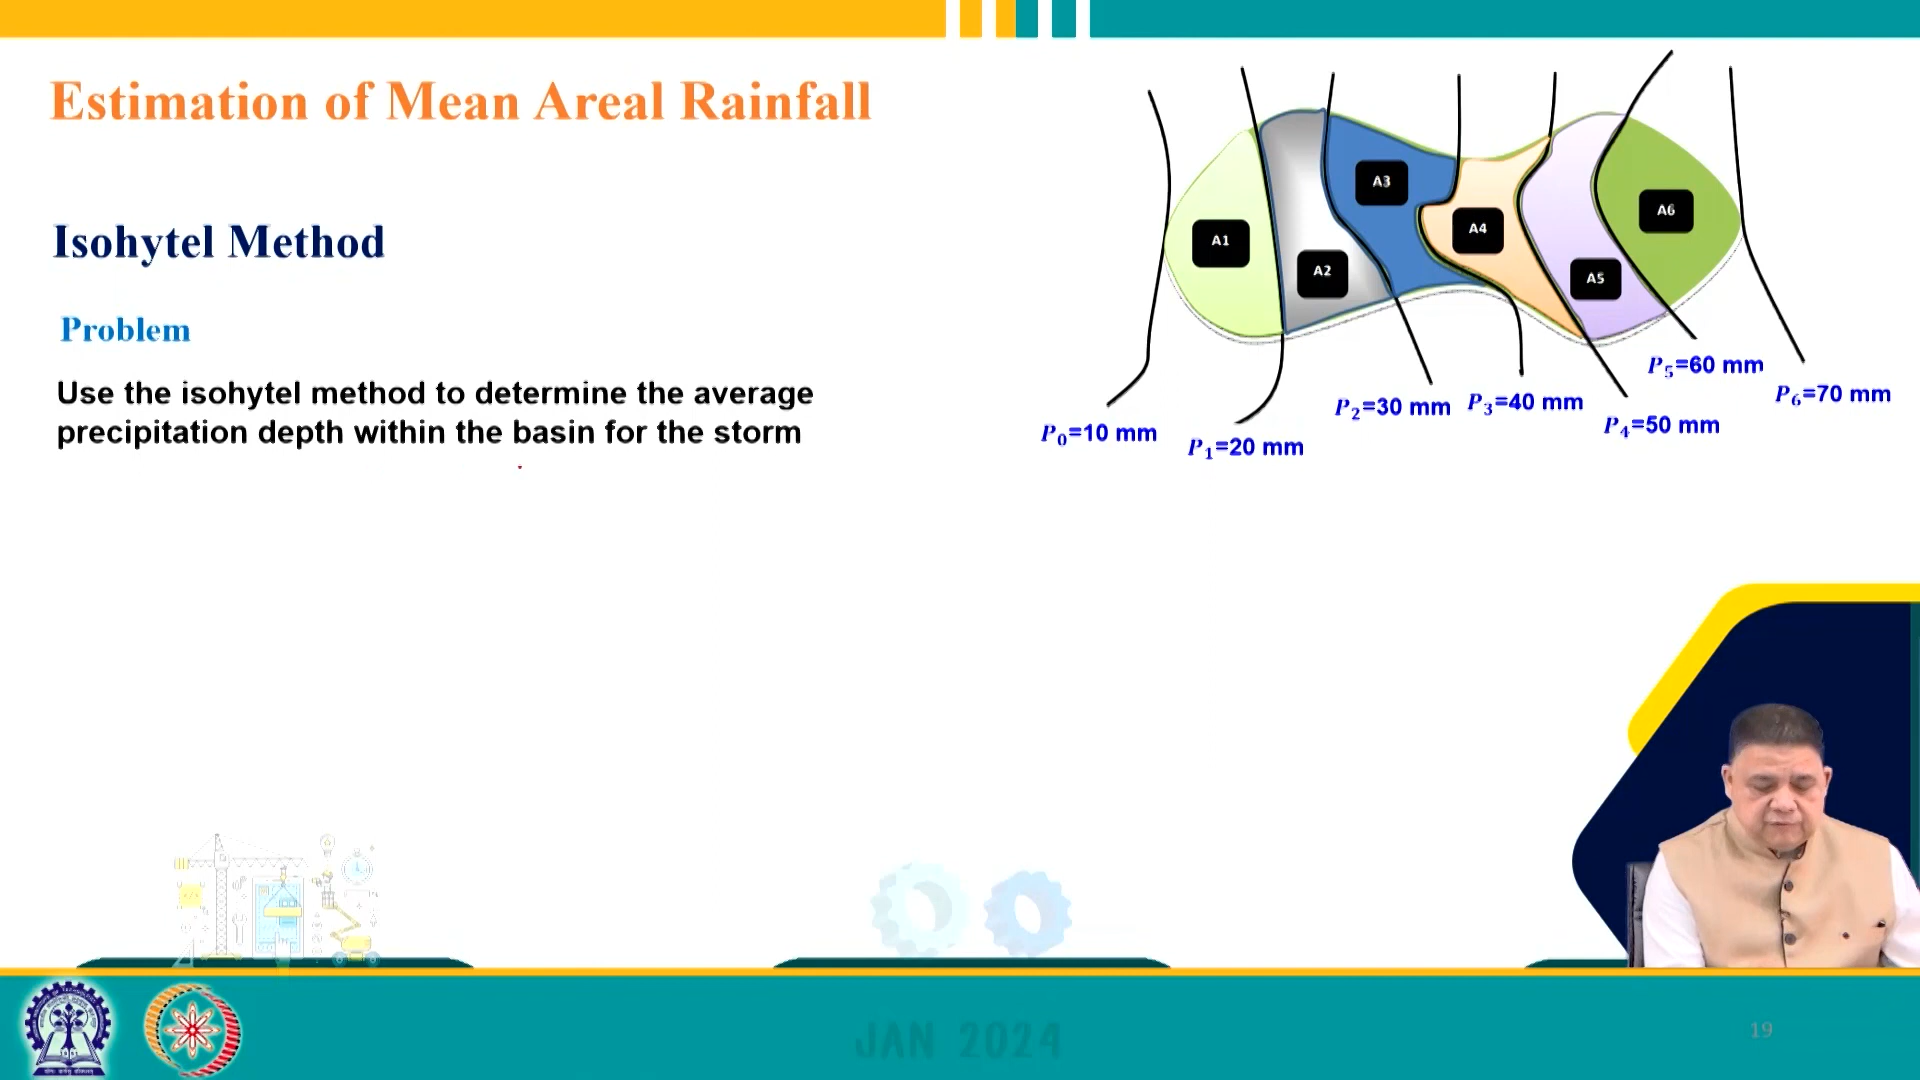 Estimation of Mean Areal Rainfall
Isohytel Method
Problem
Use the isohytel method to determine the average
precipitation depth within the basin for the storm
A1
A2
A3
A4
A5
A6
P₀=10 mm
P₁=20 mm
P₂=30 mm
P₃=40 mm
P₄=50 mm
P₅=60 mm
P₆=70 mm
JAN 2024
19